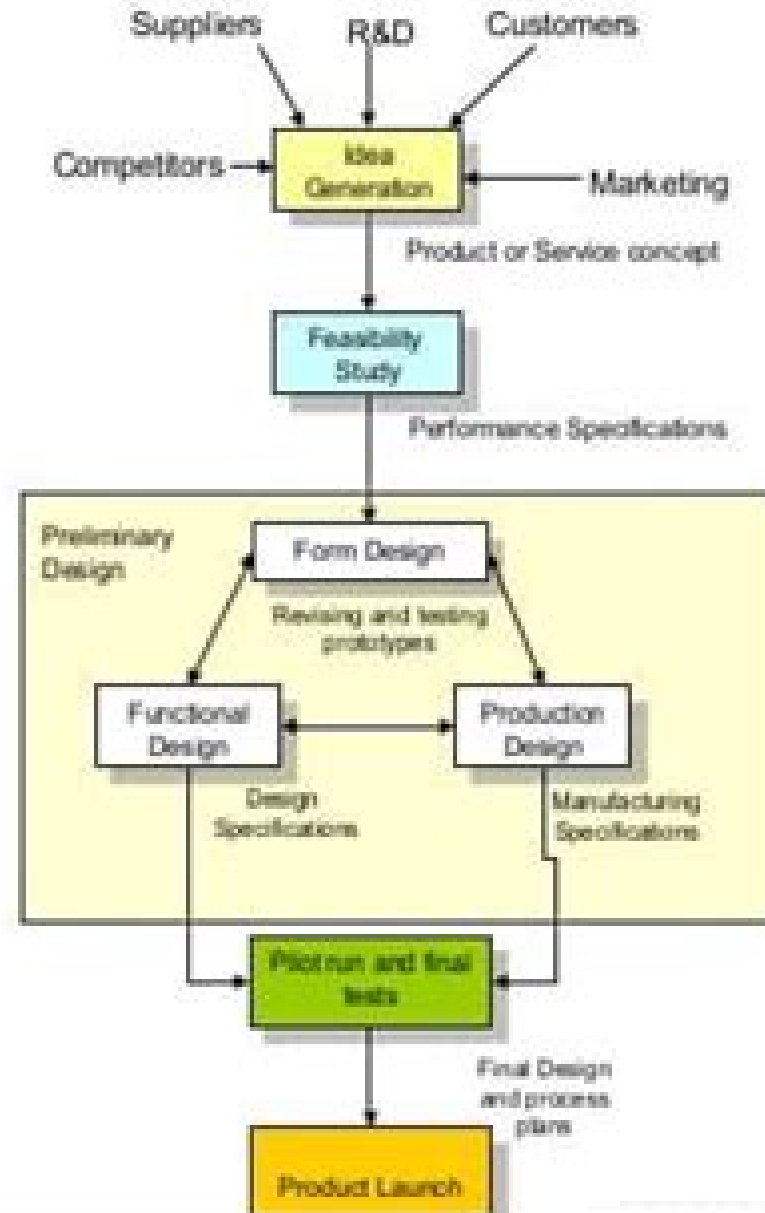 Suppliers
R&D
Customers
Competitors
Idea
Generation
Marketing
Product or Service concept
Feasibility
Study
Performance Specifications
Preliminary
Design
Form Design
Revising and testing
prototypes
Functional
Design
Production
Design
Design
Specifications
Manufacturing
Specifications
Pilot run and final
tests
Final Design
and process
plans
Product Launch